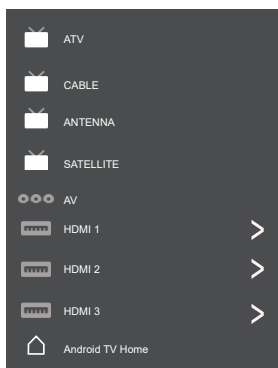 ATV
CABLE
ANTENNA
SATELLITE
AV
HDMI 1
HDMI 2
HDMI 3
Android TV Home